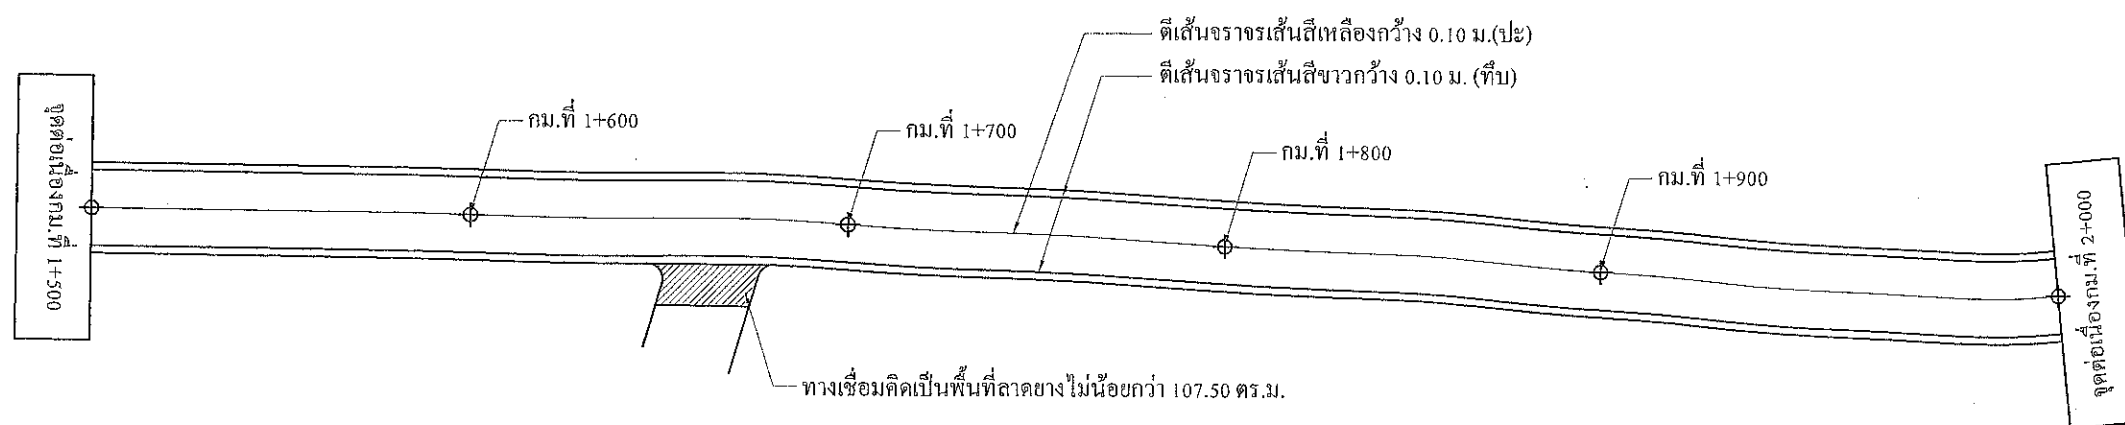 ตีเส้นจราจรเส้นสีเหลืองกว้าง 0.10 ม.(ปะ)
ตีเส้นจราจรเส้นสีขาวกว้าง 0.10 ม. (ทึบ)
จุดต่อเนื่องกม.ที่ 1+500
กม.ที่ 1+600
กม.ที่ 1+700
กม.ที่ 1+800
กม.ที่ 1+900
จุดต่อเนื่องกม.ที่ 2+000
ทางเชื่อมคิดเป็นพื้นที่ลาดยางไม่น้อยกว่า 107.50 ตร.ม.